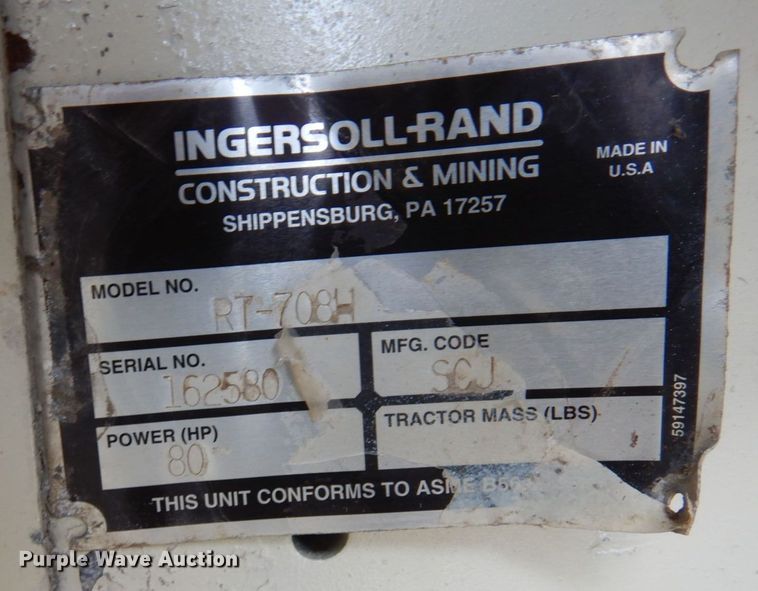 INGERSOLL-RAND
CONSTRUCTION & MINING
SHIPPENSBURG, PA 17257
MADE IN
U.S.A
MODEL NO.
RT-708H
SERIAL NO.
162580
MFG. CODE
SCJ
POWER (HP)
80
TRACTOR MASS (LBS)
59147397
THIS UNIT CONFORMS TO ASME
Purple Wave Auction